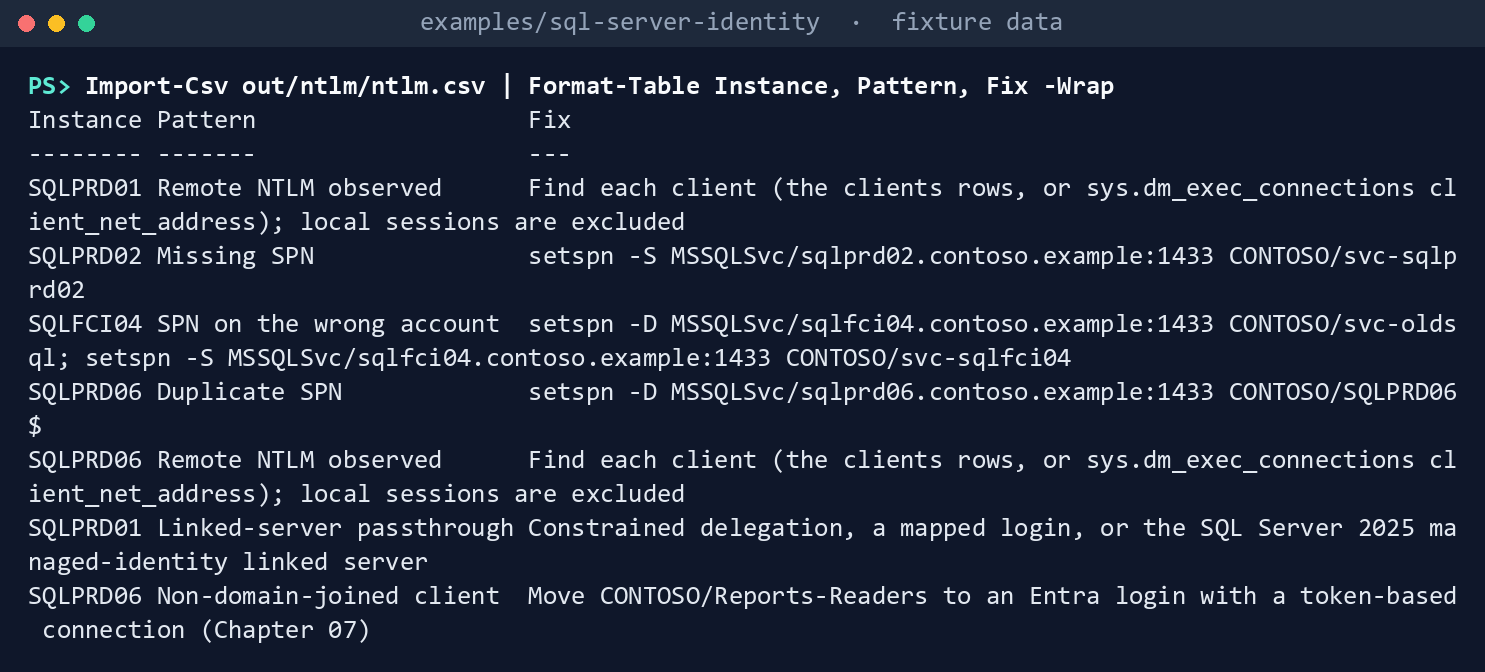 examples/sql-server-identity · fixture data
PS> Import-Csv out/ntlm/ntlm.csv | Format-Table Instance, Pattern, Fix -Wrap
Instance Pattern                   Fix
-------- -------                   ---
SQLPRD01 Remote NTLM observed      Find each client (the clients rows, or sys.dm_exec_connections cl
ient_net_address); local sessions are excluded
SQLPRD02 Missing SPN               setspn -S MSSQLSvc/sqlprd02.contoso.example:1433 CONTOSO/svc-sqlp
rd02
SQLFCI04 SPN on the wrong account  setspn -D MSSQLSvc/sqlfci04.contoso.example:1433 CONTOSO/svc-olds
ql; setspn -S MSSQLSvc/sqlfci04.contoso.example:1433 CONTOSO/svc-sqlfci04
SQLPRD06 Duplicate SPN             setspn -D MSSQLSvc/sqlprd06.contoso.example:1433 CONTOSO/SQLPRD06
$
SQLPRD06 Remote NTLM observed      Find each client (the clients rows, or sys.dm_exec_connections cl
ient_net_address); local sessions are excluded
SQLPRD01 Linked-server passthrough Constrained delegation, a mapped login, or the SQL Server 2025 ma
naged-identity linked server
SQLPRD06 Non-domain-joined client  Move CONTOSO/Reports-Readers to an Entra login with a token-based
 connection (Chapter 07)